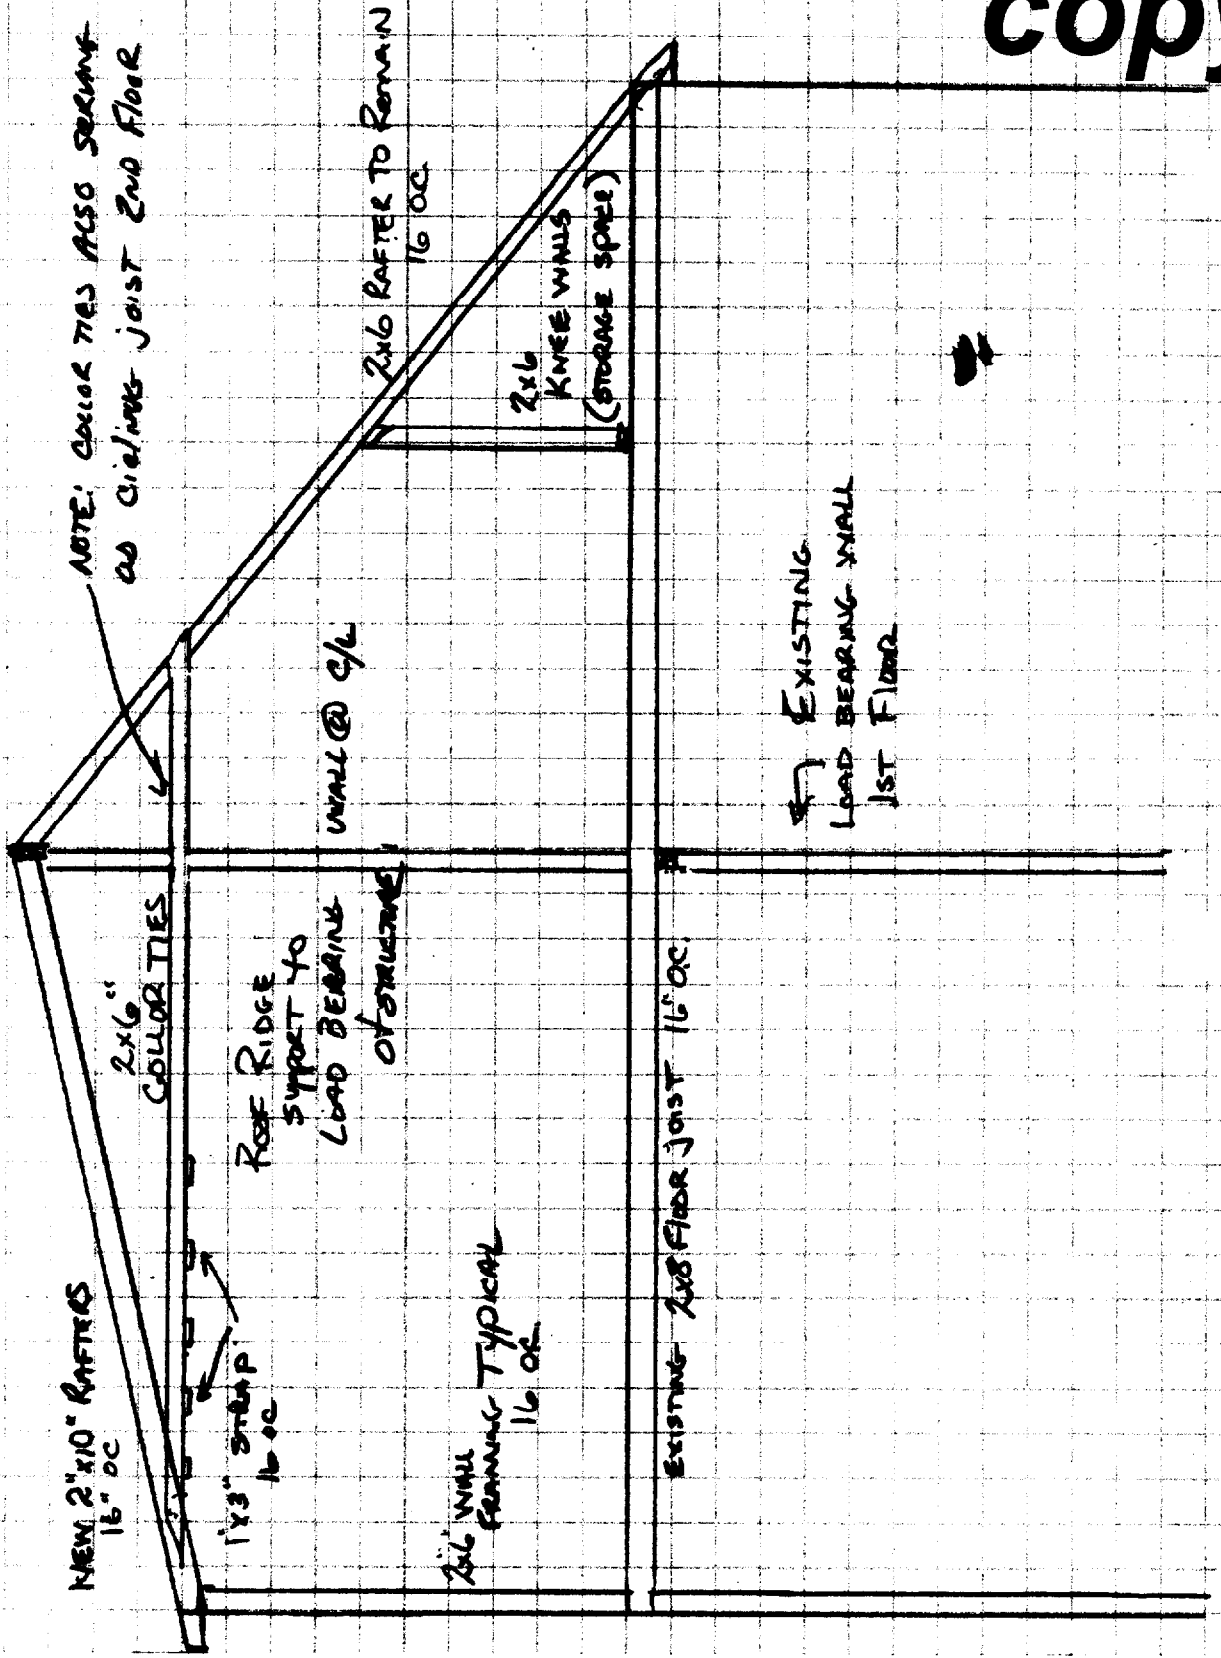 copy
NOTE: COLLOR TIES ALSO SERVING
AS Cieling joist 2ND FlOOR
2x6 RAFTER TO Remain
16 OC
2x6
KNEE WALLS
(STORAGE SPACE)
NEW 2"x10" RAFTERS
16" OC
2x6"
COLLOR TIES
1"x3" STRAP
16 OC
ROOF RIDGE
SUPPORT TO
LOAD BEARING WALL @ C/L
Of STRUCTURE
2x6" WALL
FRAMING TYPICAL
16 OC
EXISTING 2x8 FlOOR JOIST 16" OC.
EXISTING
LOAD BEARING WALL
1ST FlOOR